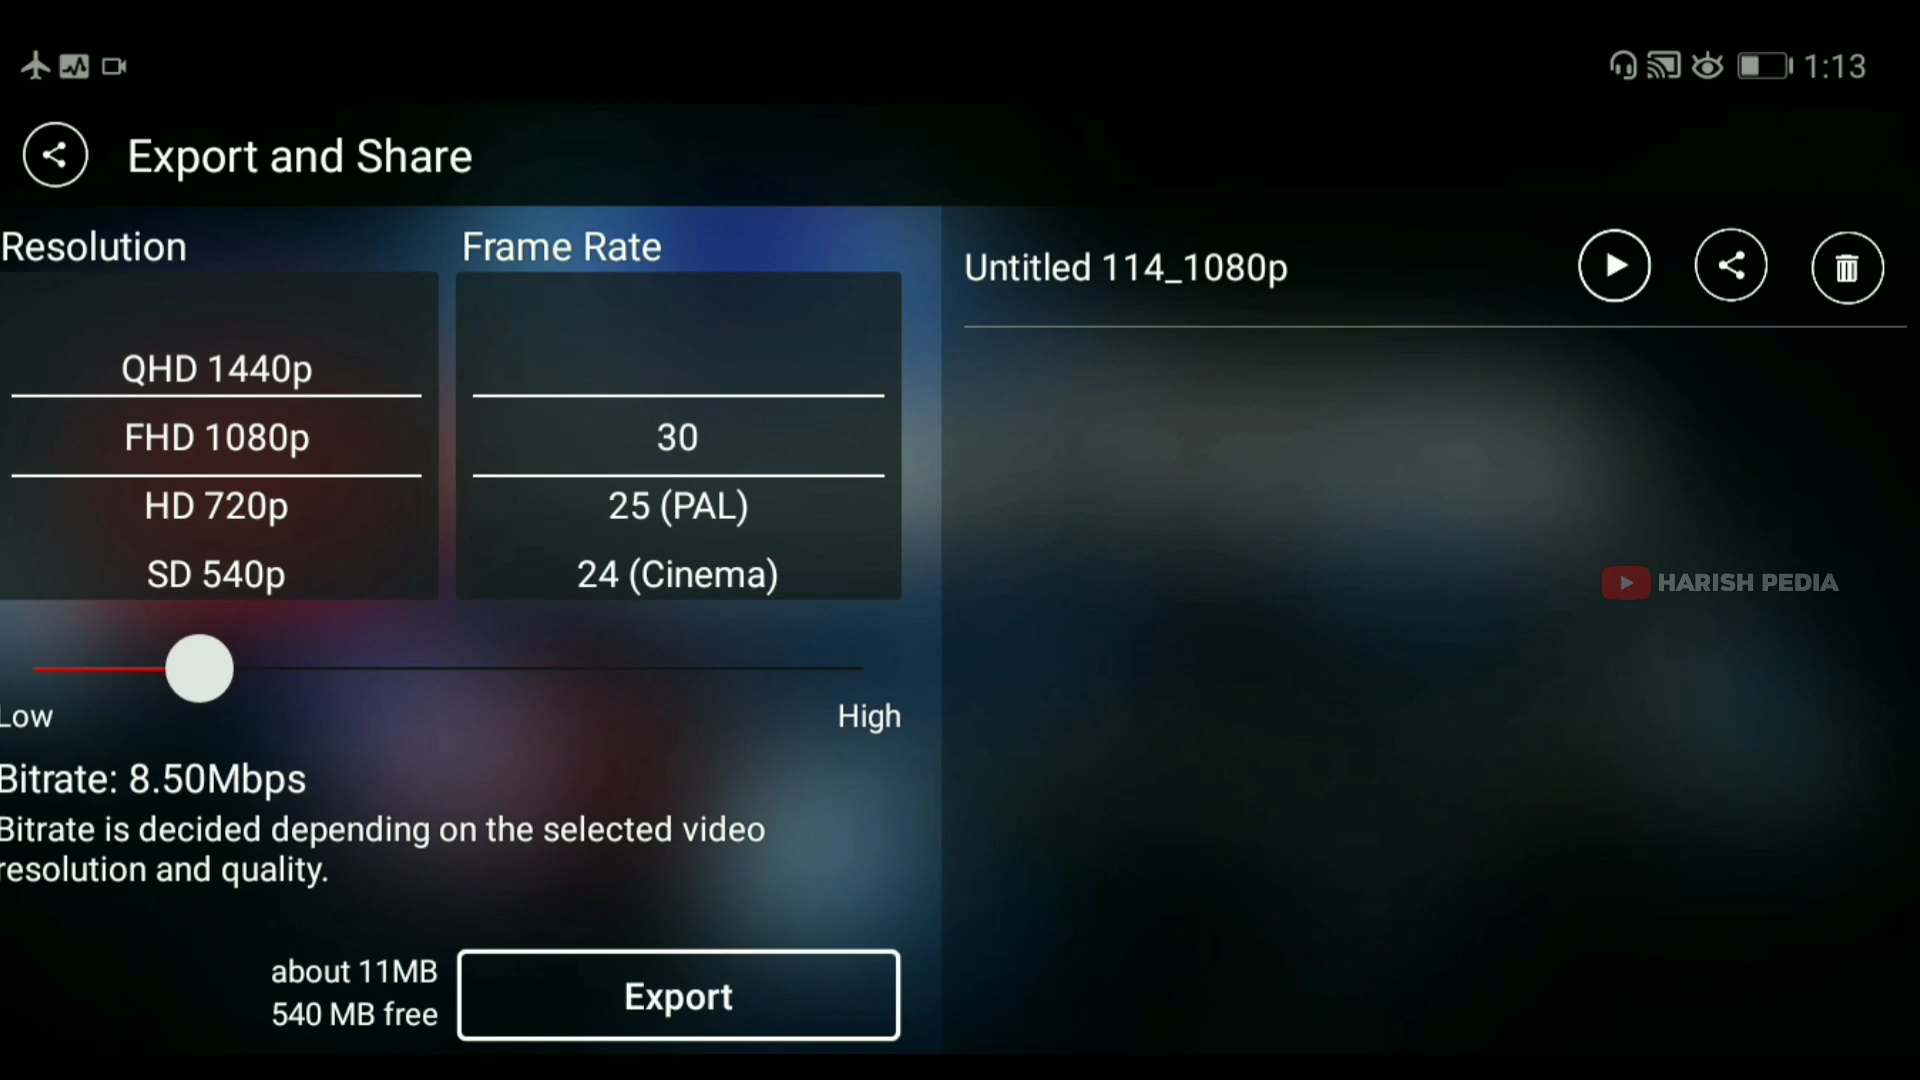 1:13
Export and Share
Resolution
Frame Rate
QHD 1440p
FHD 1080p
HD 720p
SD 540p
30
25 (PAL)
24 (Cinema)
Low
High
Bitrate: 8.50Mbps
Bitrate is decided depending on the selected video
resolution and quality.
about 11MB
540 MB free
Export
Untitled 114_1080p
HARISH PEDIA